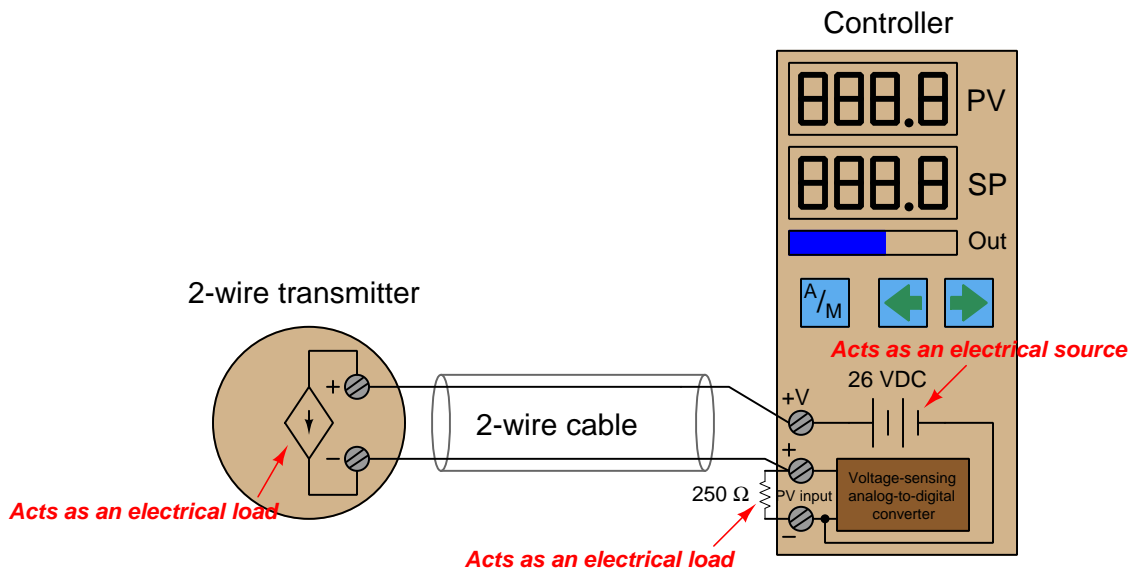 Controller
888.8
PV
888.8
SP
Out
A/M
2-wire transmitter
Acts as an electrical source
26 VDC
+V
+
2-wire cable
+
–
250 Ω
PV input
Voltage-sensing
analog-to-digital
converter
–
Acts as an electrical load
Acts as an electrical load